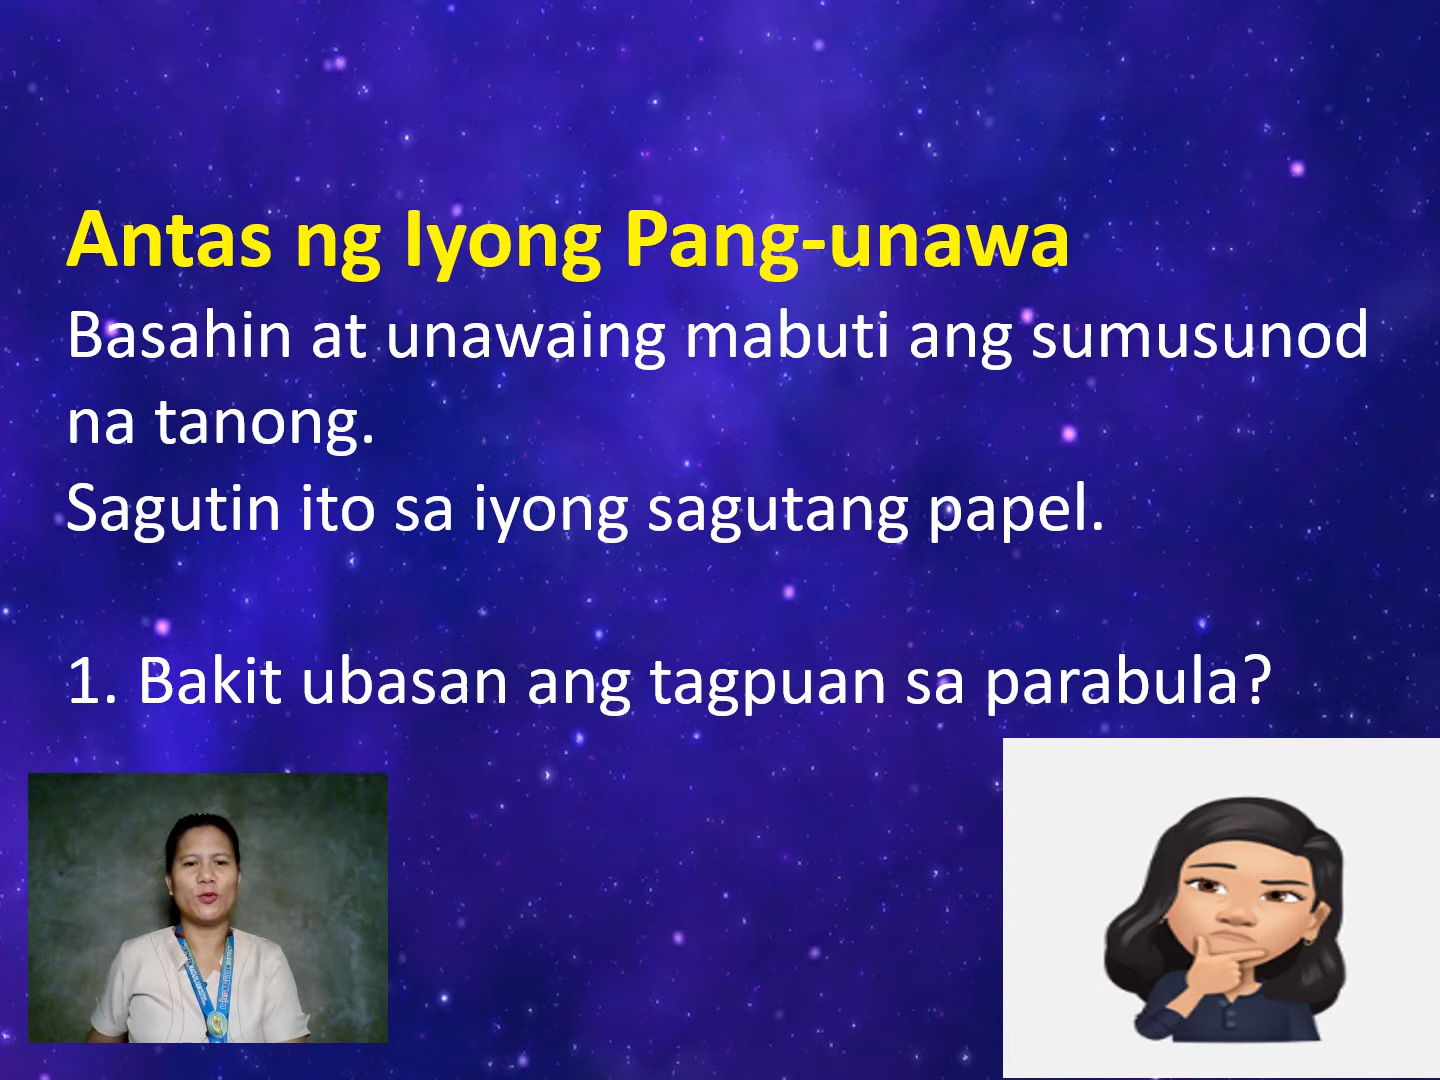 Antas ng Iyong Pang-unawa
Basahin at unawaing mabuti ang sumusunod
na tanong.
Sagutin ito sa iyong sagutang papel.
1. Bakit ubasan ang tagpuan sa parabula?